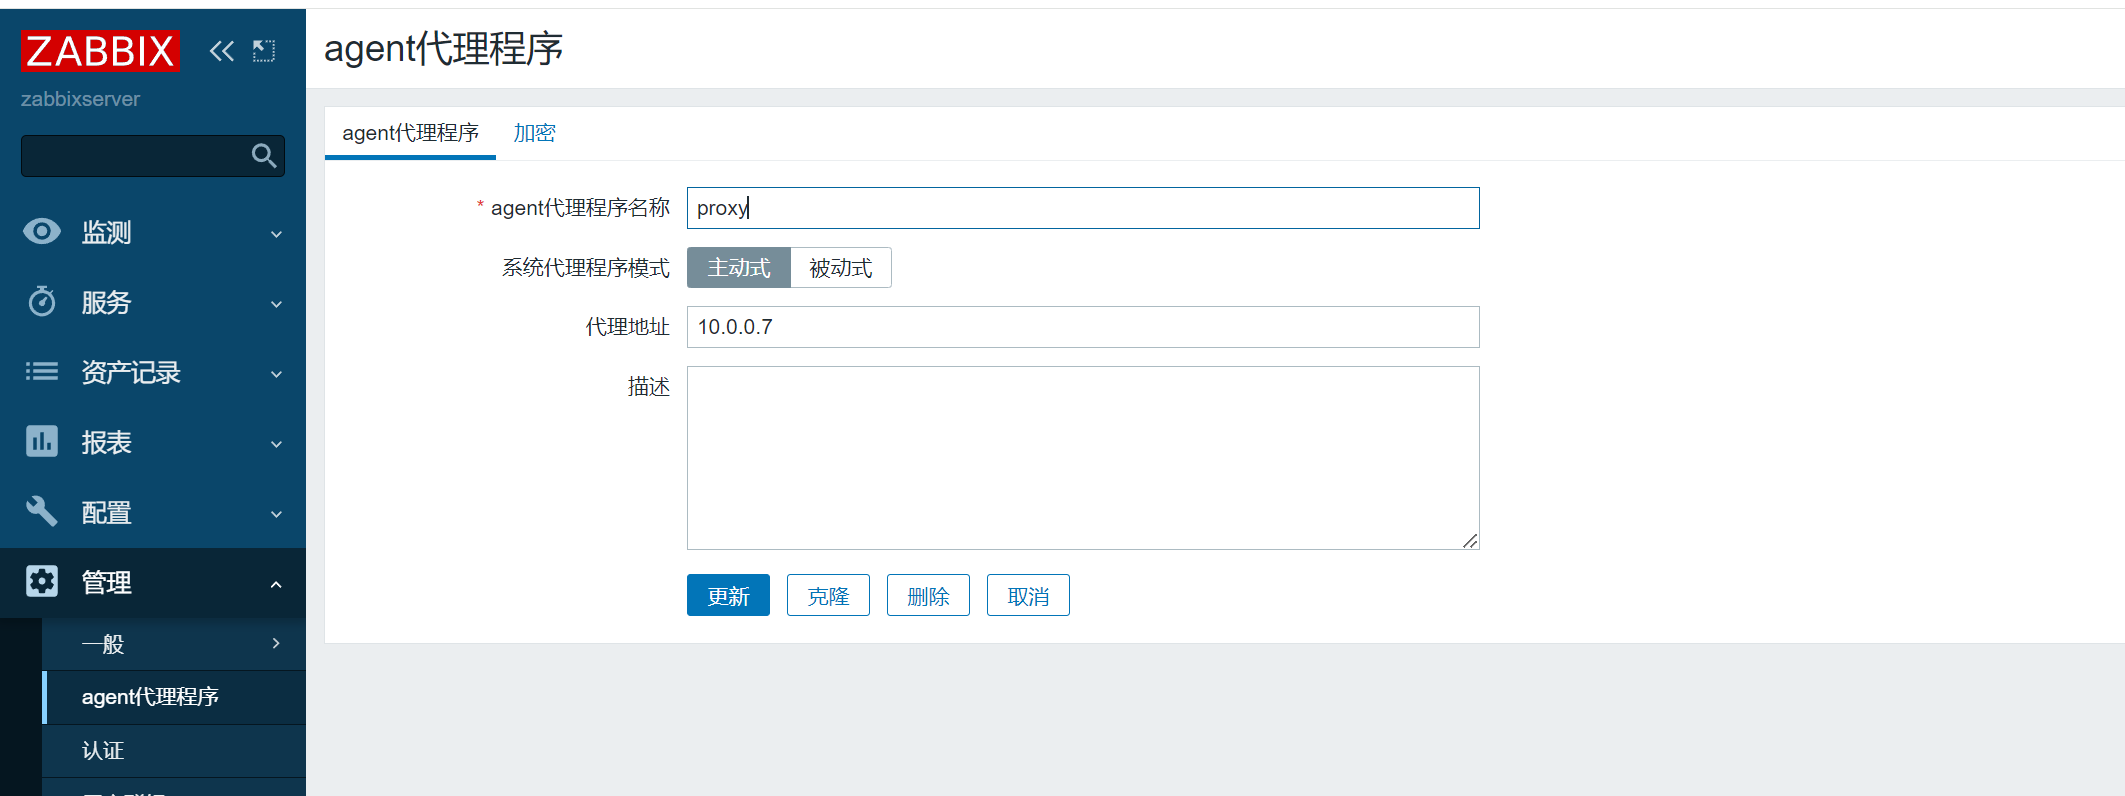 ZABBIX
zabbixserver
监测
服务
资产记录
报表
配置
管理
一般
agent代理程序
认证
agent代理程序
agent代理程序 加密
* agent代理程序名称 proxy
系统代理程序模式 主动式 被动式
代理地址 10.0.0.7
描述
更新 克隆 删除 取消